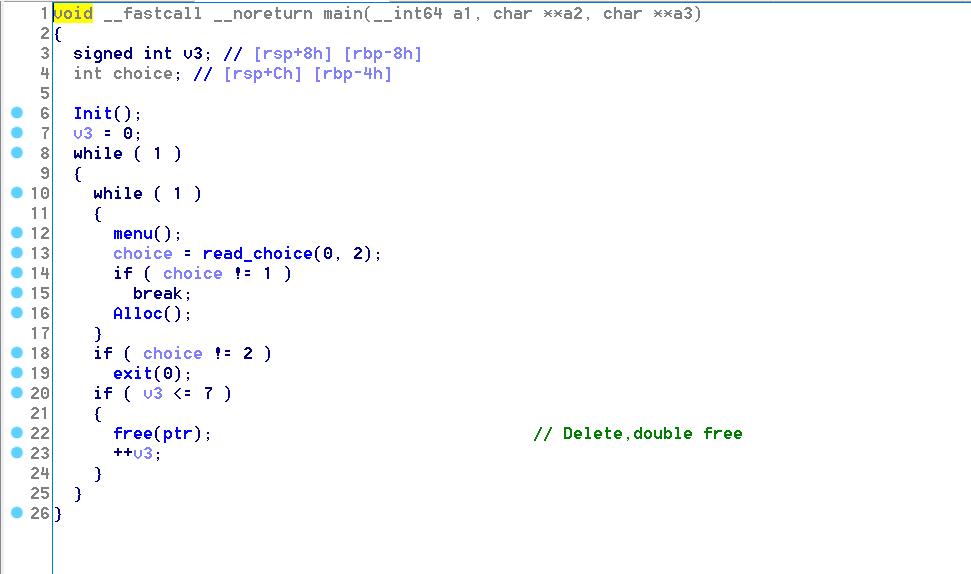 1 void __fastcall __noreturn main(__int64 a1, char **a2, char **a3)
2 {
3   signed int v3; // [rsp+8h] [rbp-8h]
4   int choice; // [rsp+Ch] [rbp-4h]
5
6   Init();
7   v3 = 0;
8   while ( 1 )
9   {
10     while ( 1 )
11     {
12       menu();
13       choice = read_choice(0, 2);
14       if ( choice != 1 )
15         break;
16       Alloc();
17     }
18     if ( choice != 2 )
19       exit(0);
20     if ( v3 <= 7 )
21     {
22       free(ptr); // Delete,double free
23       ++v3;
24     }
25   }
26 }